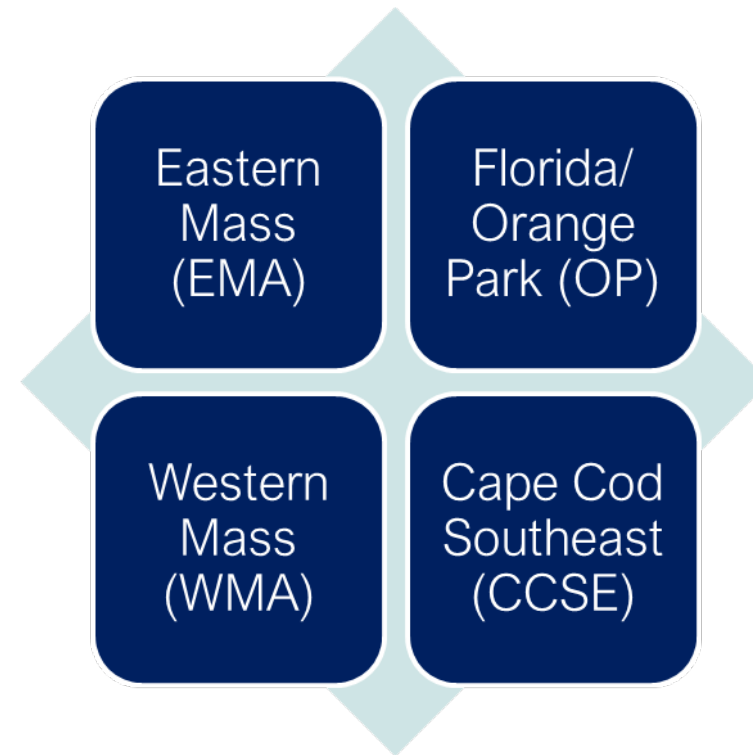 Eastern
Mass
(EMA)
Florida/
Orange
Park (OP)
Western
Mass
(WMA)
Cape Cod
Southeast
(CCSE)